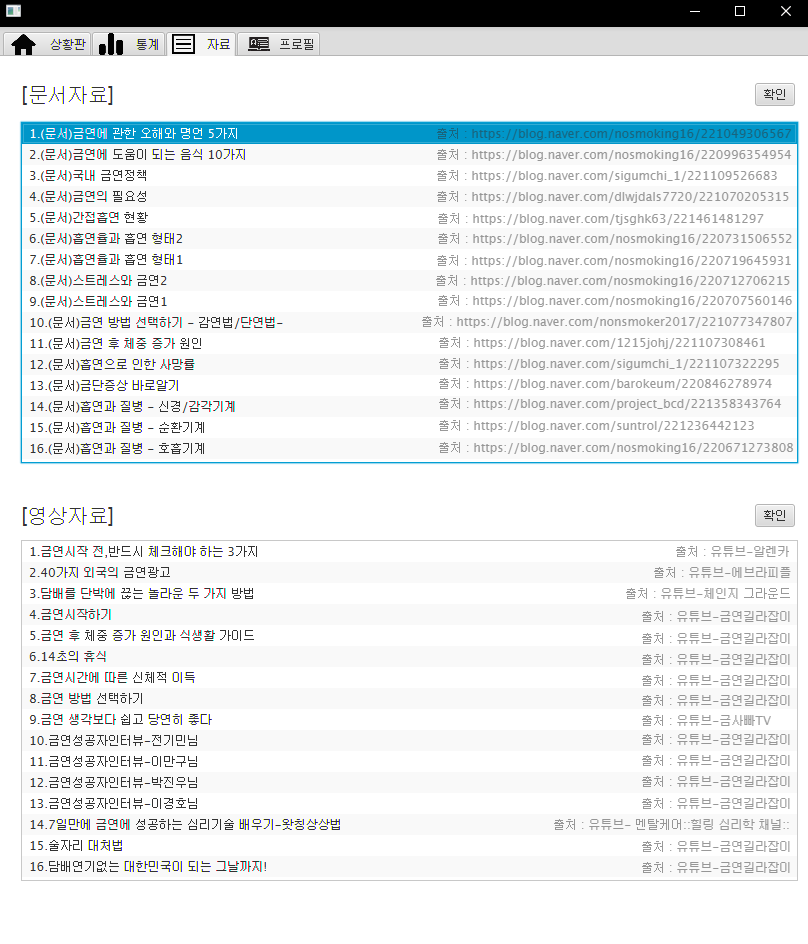 상황판 통계 자료 프로필
[문서자료] 확인
1.(문서)금연에 관한 오해와 명언 5가지 출처 : https://blog.naver.com/nosmoking16/221049306567
2.(문서)금연에 도움이 되는 음식 10가지 출처 : https://blog.naver.com/nosmoking16/220996354954
3.(문서)국내 금연정책 출처 : https://blog.naver.com/sigumchi_1/221109526683
4.(문서)금연의 필요성 출처 : https://blog.naver.com/dlwjdals7720/221070205315
5.(문서)간접흡연 현황 출처 : https://blog.naver.com/tjsghk63/221461481297
6.(문서)흡연율과 흡연 형태2 출처 : https://blog.naver.com/nosmoking16/220731506552
7.(문서)흡연율과 흡연 형태1 출처 : https://blog.naver.com/nosmoking16/220719645931
8.(문서)스트레스와 금연2 출처 : https://blog.naver.com/nosmoking16/220712706215
9.(문서)스트레스와 금연1 출처 : https://blog.naver.com/nosmoking16/220707560146
10.(문서)금연 방법 선택하기 - 감연법/단연법- 출처 : https://blog.naver.com/nonsmoker2017/221077347807
11.(문서)금연 후 체중 증가 원인 출처 : https://blog.naver.com/1215johj/221107308461
12.(문서)흡연으로 인한 사망률 출처 : https://blog.naver.com/sigumchi_1/221107322295
13.(문서)금단증상 바로알기 출처 : https://blog.naver.com/barokeum/220846278974
14.(문서)흡연과 질병 - 신경/감각기계 출처 : https://blog.naver.com/project_bcd/221358343764
15.(문서)흡연과 질병 - 순환기계 출처 : https://blog.naver.com/suntrol/221236442123
16.(문서)흡연과 질병 - 호흡기계 출처 : https://blog.naver.com/nosmoking16/220671273808
[영상자료] 확인
1.금연시작 전,반드시 체크해야 하는 3가지 출처 : 유튜브-알렌카
2.40가지 외국의 금연광고 출처 : 유튜브-에브라피플
3.담배를 단박에 끊는 놀라운 두 가지 방법 출처 : 유튜브-체인지 그라운드
4.금연시작하기 출처 : 유튜브-금연길라잡이
5.금연 후 체중 증가 원인과 식생활 가이드 출처 : 유튜브-금연길라잡이
6.14초의 휴식 출처 : 유튜브-금연길라잡이
7.금연시간에 따른 신체적 이득 출처 : 유튜브-금연길라잡이
8.금연 방법 선택하기 출처 : 유튜브-금연길라잡이
9.금연 생각보다 쉽고 당연히 좋다 출처 : 유튜브-금사빠TV
10.금연성공자인터뷰-전기민님 출처 : 유튜브-금연길라잡이
11.금연성공자인터뷰-이만구님 출처 : 유튜브-금연길라잡이
12.금연성공자인터뷰-박진우님 출처 : 유튜브-금연길라잡이
13.금연성공자인터뷰-이경호님 출처 : 유튜브-금연길라잡이
14.7일만에 금연에 성공하는 심리기술 배우기-왓칭상상법 출처 : 유튜브- 멘탈케어::힐링 심리학 채널::
15.술자리 대처법 출처 : 유튜브-금연길라잡이
16.담배연기없는 대한민국이 되는 그날까지! 출처 : 유튜브-금연길라잡이